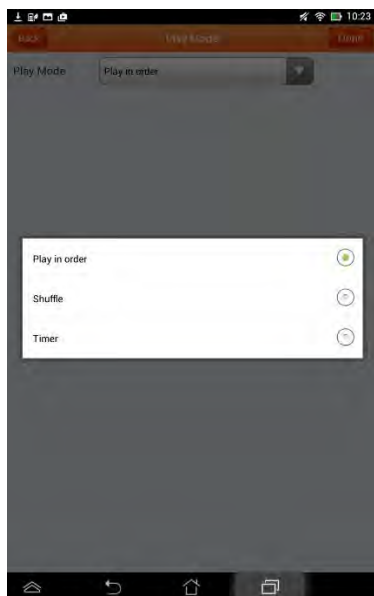 10:23
Back Play Mode Done
Play Mode Play in order
Play in order
Shuffle
Timer